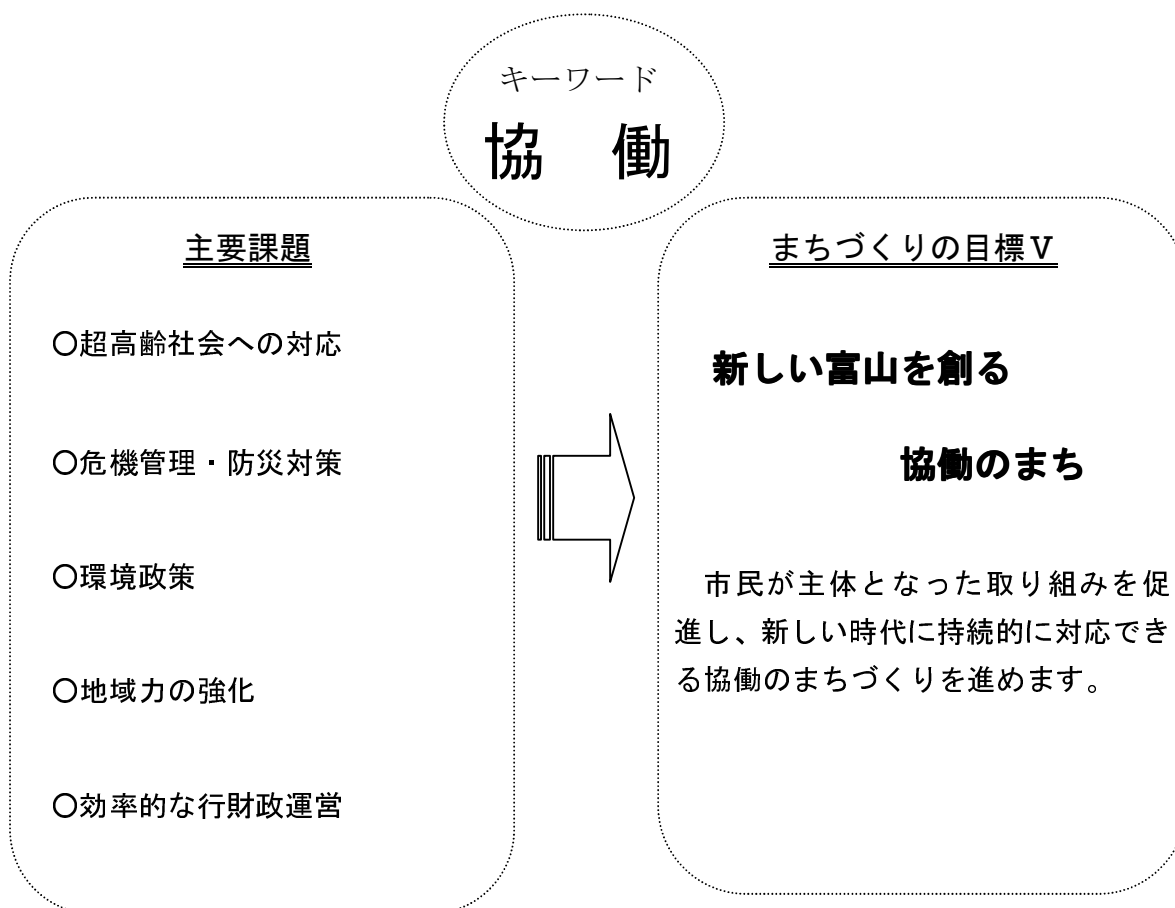 キーワード
協　働
主要課題
○超高齢社会への対応
○危機管理・防災対策
○環境政策
○地域力の強化
○効率的な行財政運営
まちづくりの目標Ⅴ
新しい富山を創る
協働のまち
　市民が主体となった取り組みを促
進し、新しい時代に持続的に対応でき
る協働のまちづくりを進めます。